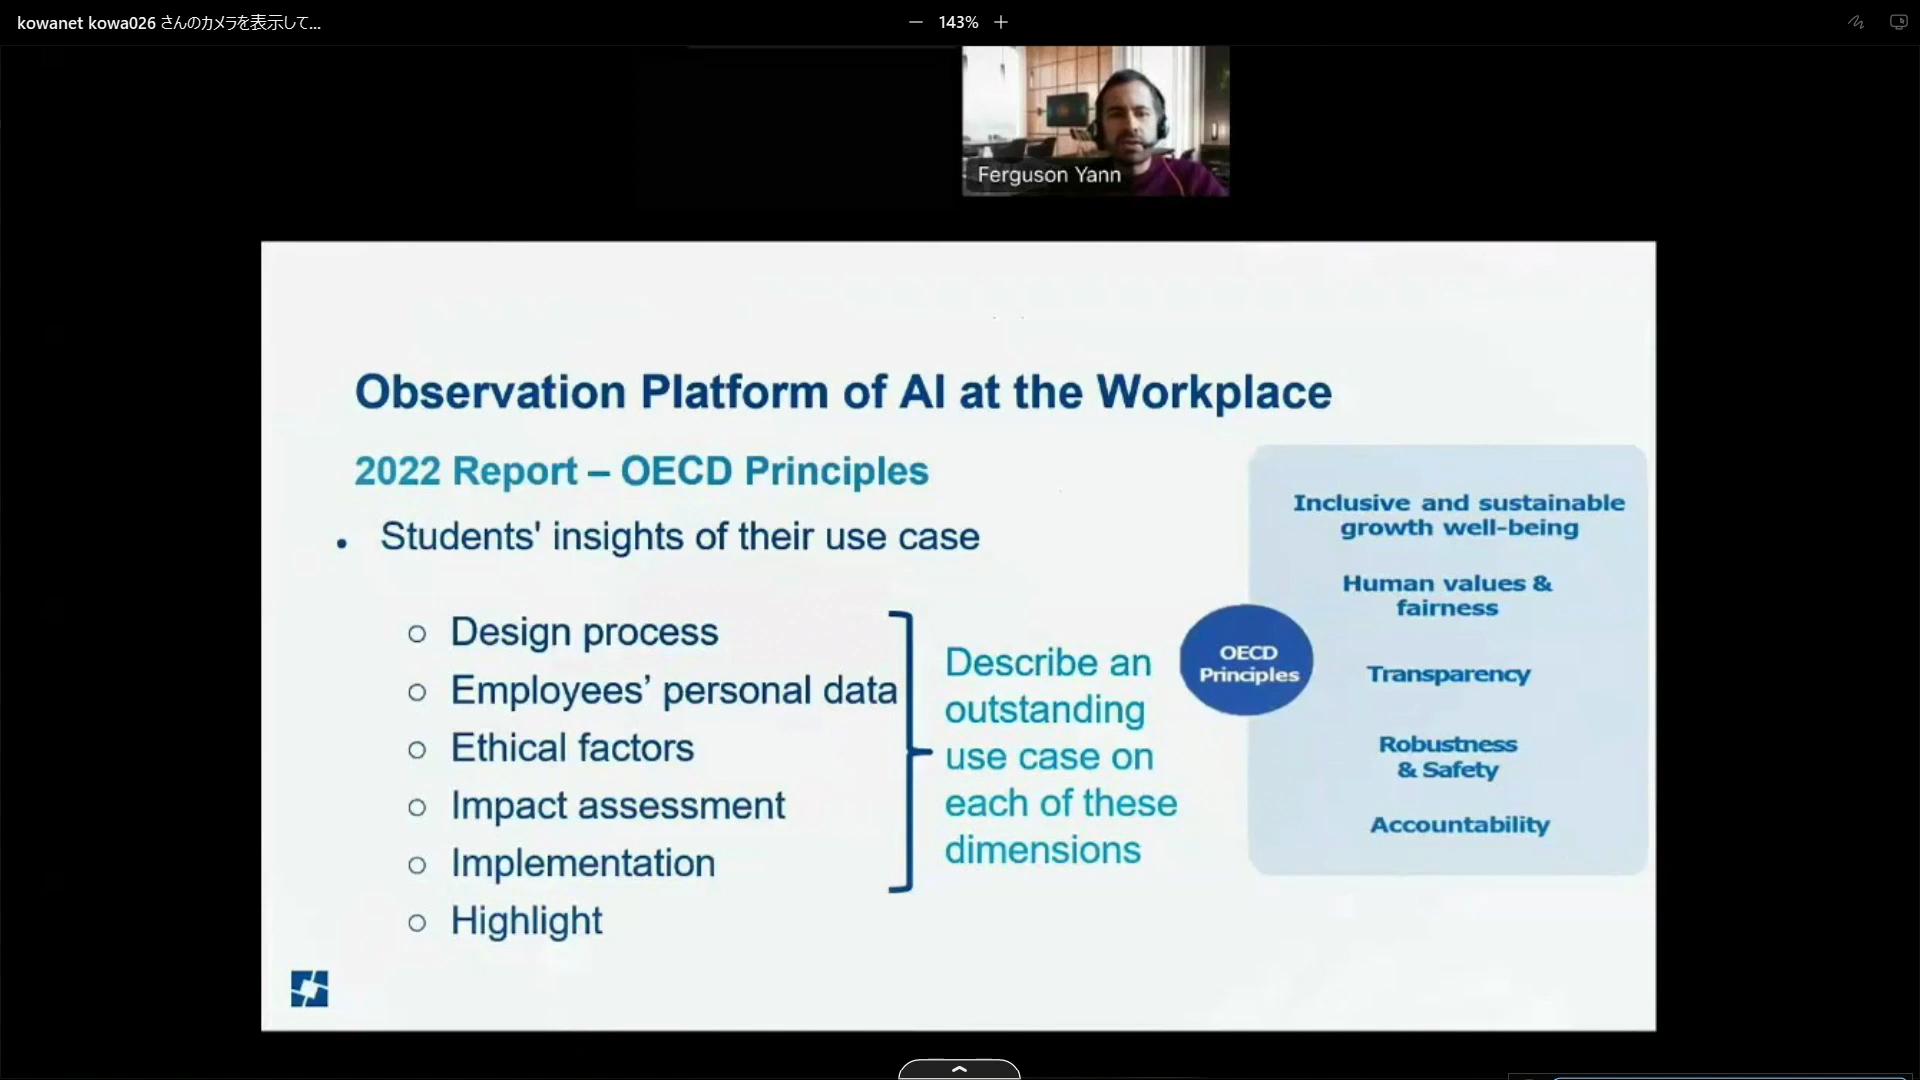 kowanet kowa026 さんのカメラを表示して...
143%
Ferguson Yann
Observation Platform of AI at the Workplace
2022 Report – OECD Principles
Students' insights of their use case
Design process
Employees’ personal data
Ethical factors
Impact assessment
Implementation
Highlight
Describe an
outstanding
use case on
each of these
dimensions
OECD
Principles
Inclusive and sustainable
growth well-being
Human values &
fairness
Transparency
Robustness
& Safety
Accountability